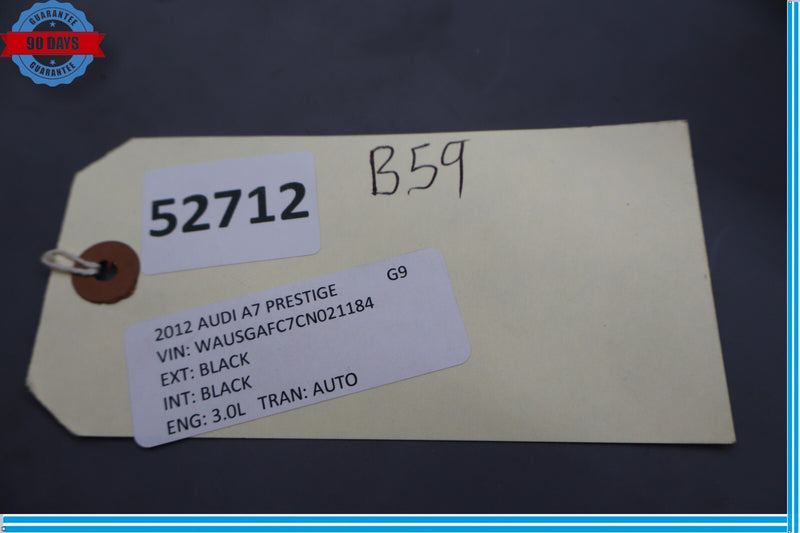 GUARANTEE
90 DAYS
GUARANTEE
B59
52712
G9
2012 AUDI A7 PRESTIGE
VIN: WAUSGAFC7CN021184
EXT: BLACK
INT: BLACK
ENG: 3.0L TRAN: AUTO